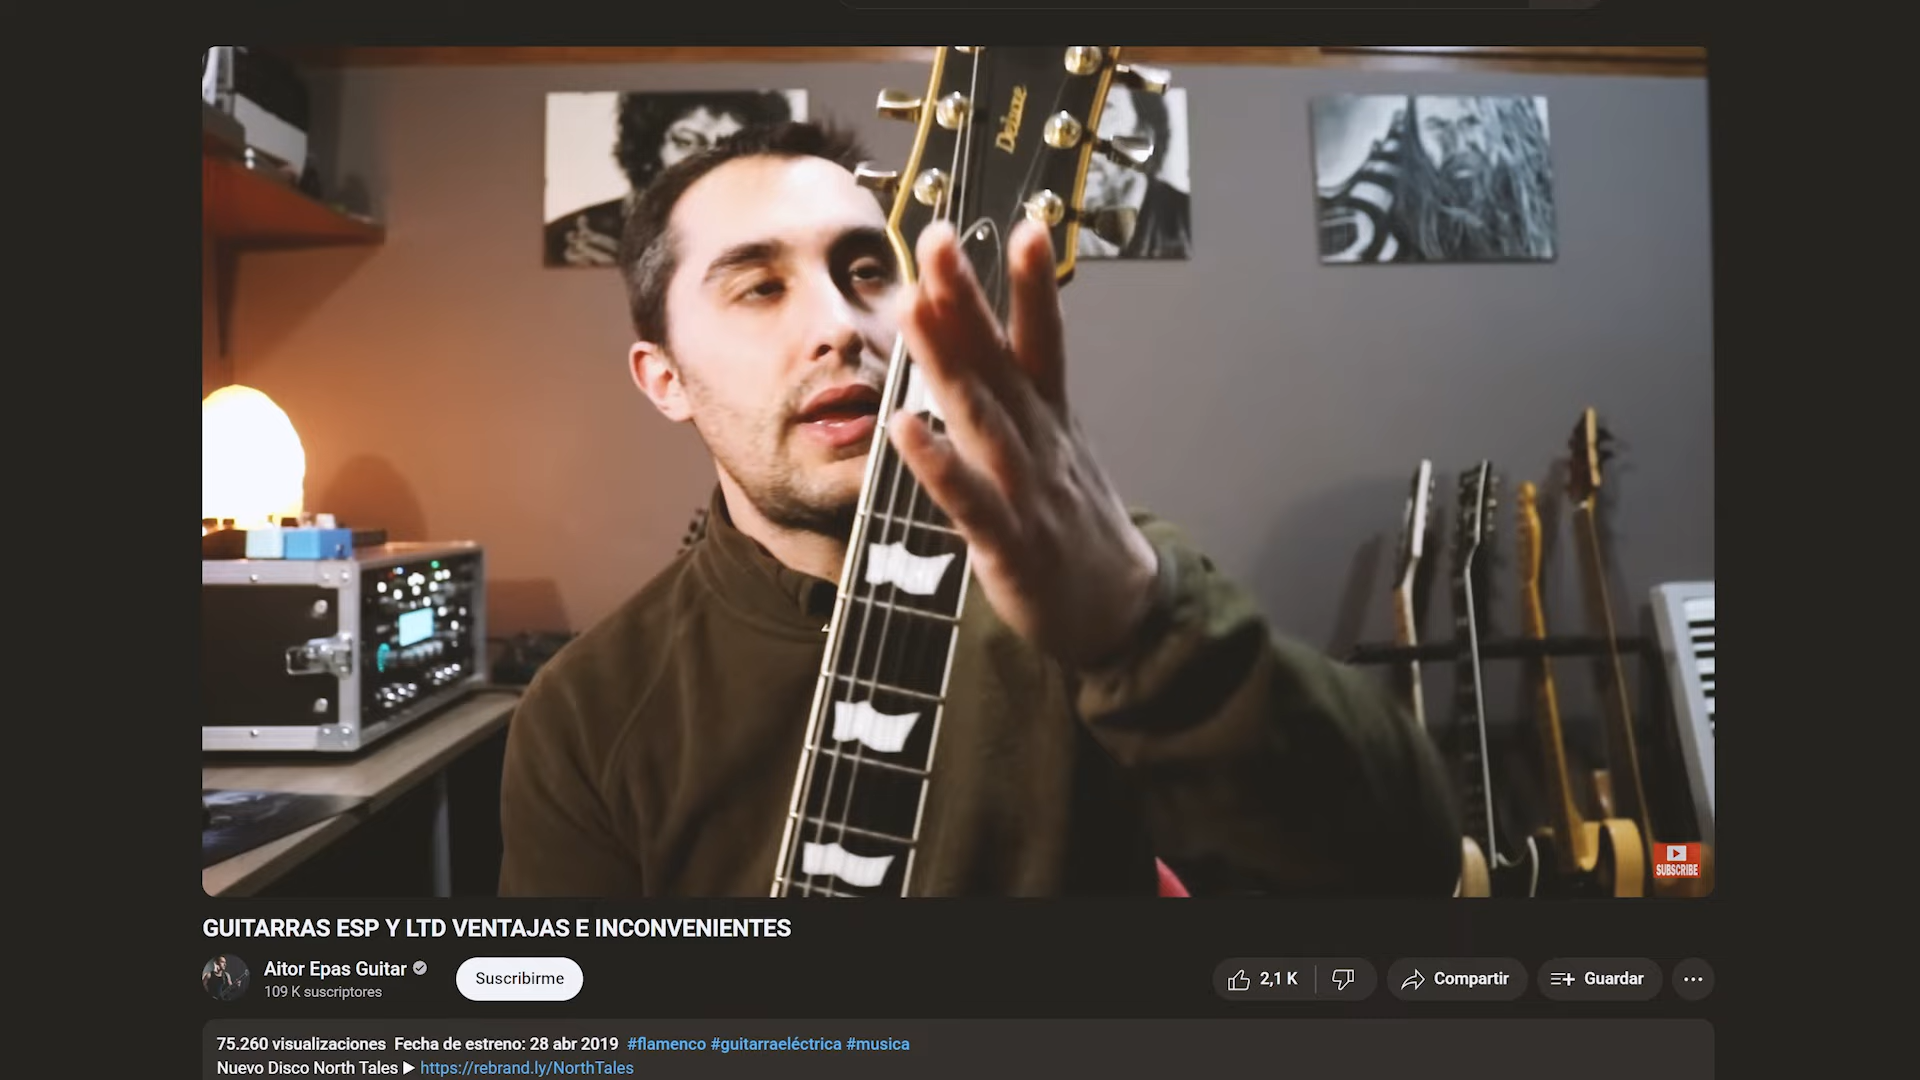 Deluxe
SUBSCRIBE
GUITARRAS ESP Y LTD VENTAJAS E INCONVENIENTES
Aitor Epas Guitar
109 K suscriptores
Suscribirme
2,1 K
Compartir
Guardar
75.260 visualizaciones Fecha de estreno: 28 abr 2019 #flamenco #guitarraeléctrica #musica
Nuevo Disco North Tales ▶ https://rebrand.ly/NorthTales